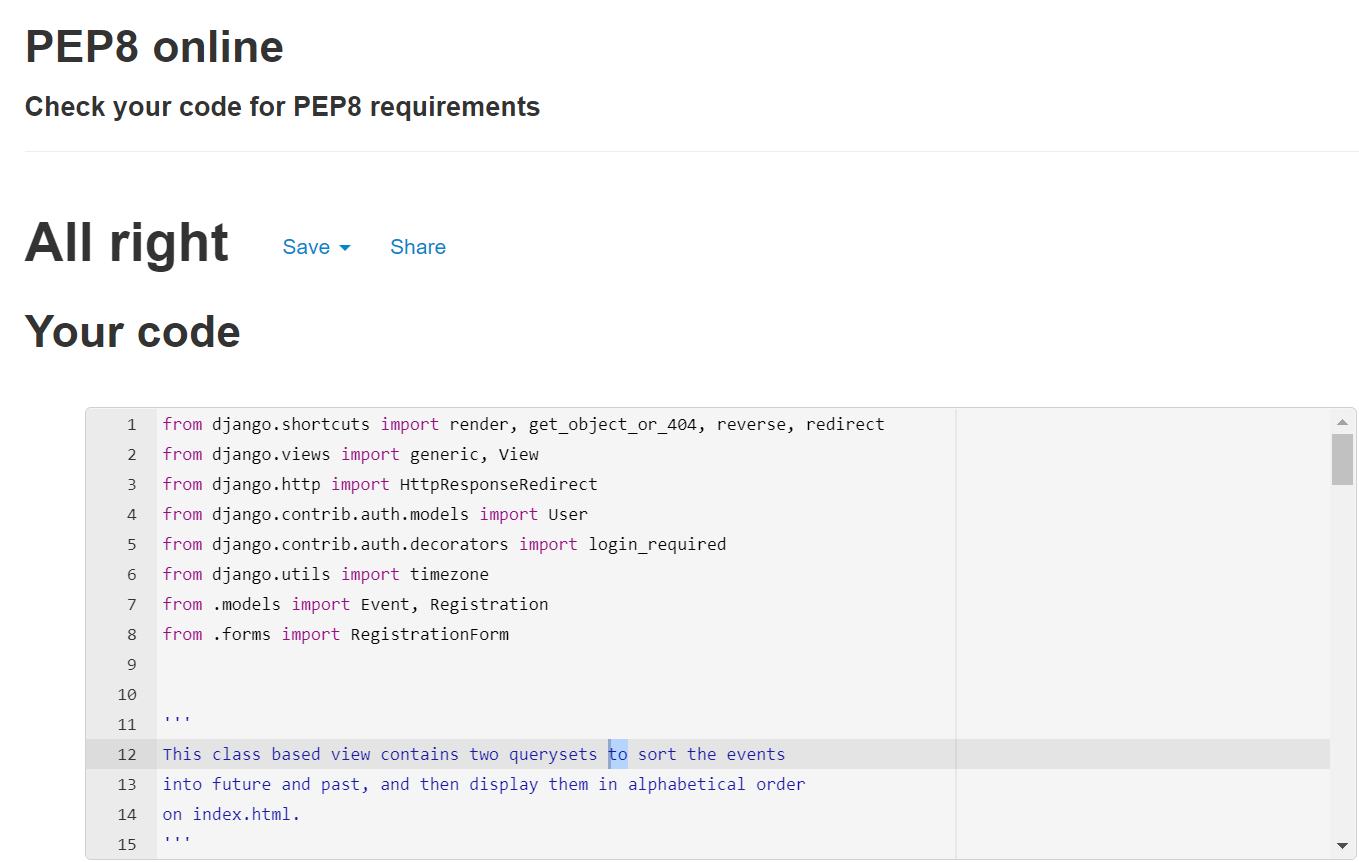 PEP8 online
Check your code for PEP8 requirements
All right Save Share
Your code
1 from django.shortcuts import render, get_object_or_404, reverse, redirect
2 from django.views import generic, View
3 from django.http import HttpResponseRedirect
4 from django.contrib.auth.models import User
5 from django.contrib.auth.decorators import login_required
6 from django.utils import timezone
7 from .models import Event, Registration
8 from .forms import RegistrationForm
9
10
11 '''
12 This class based view contains two querysets to sort the events
13 into future and past, and then display them in alphabetical order
14 on index.html.
15 '''